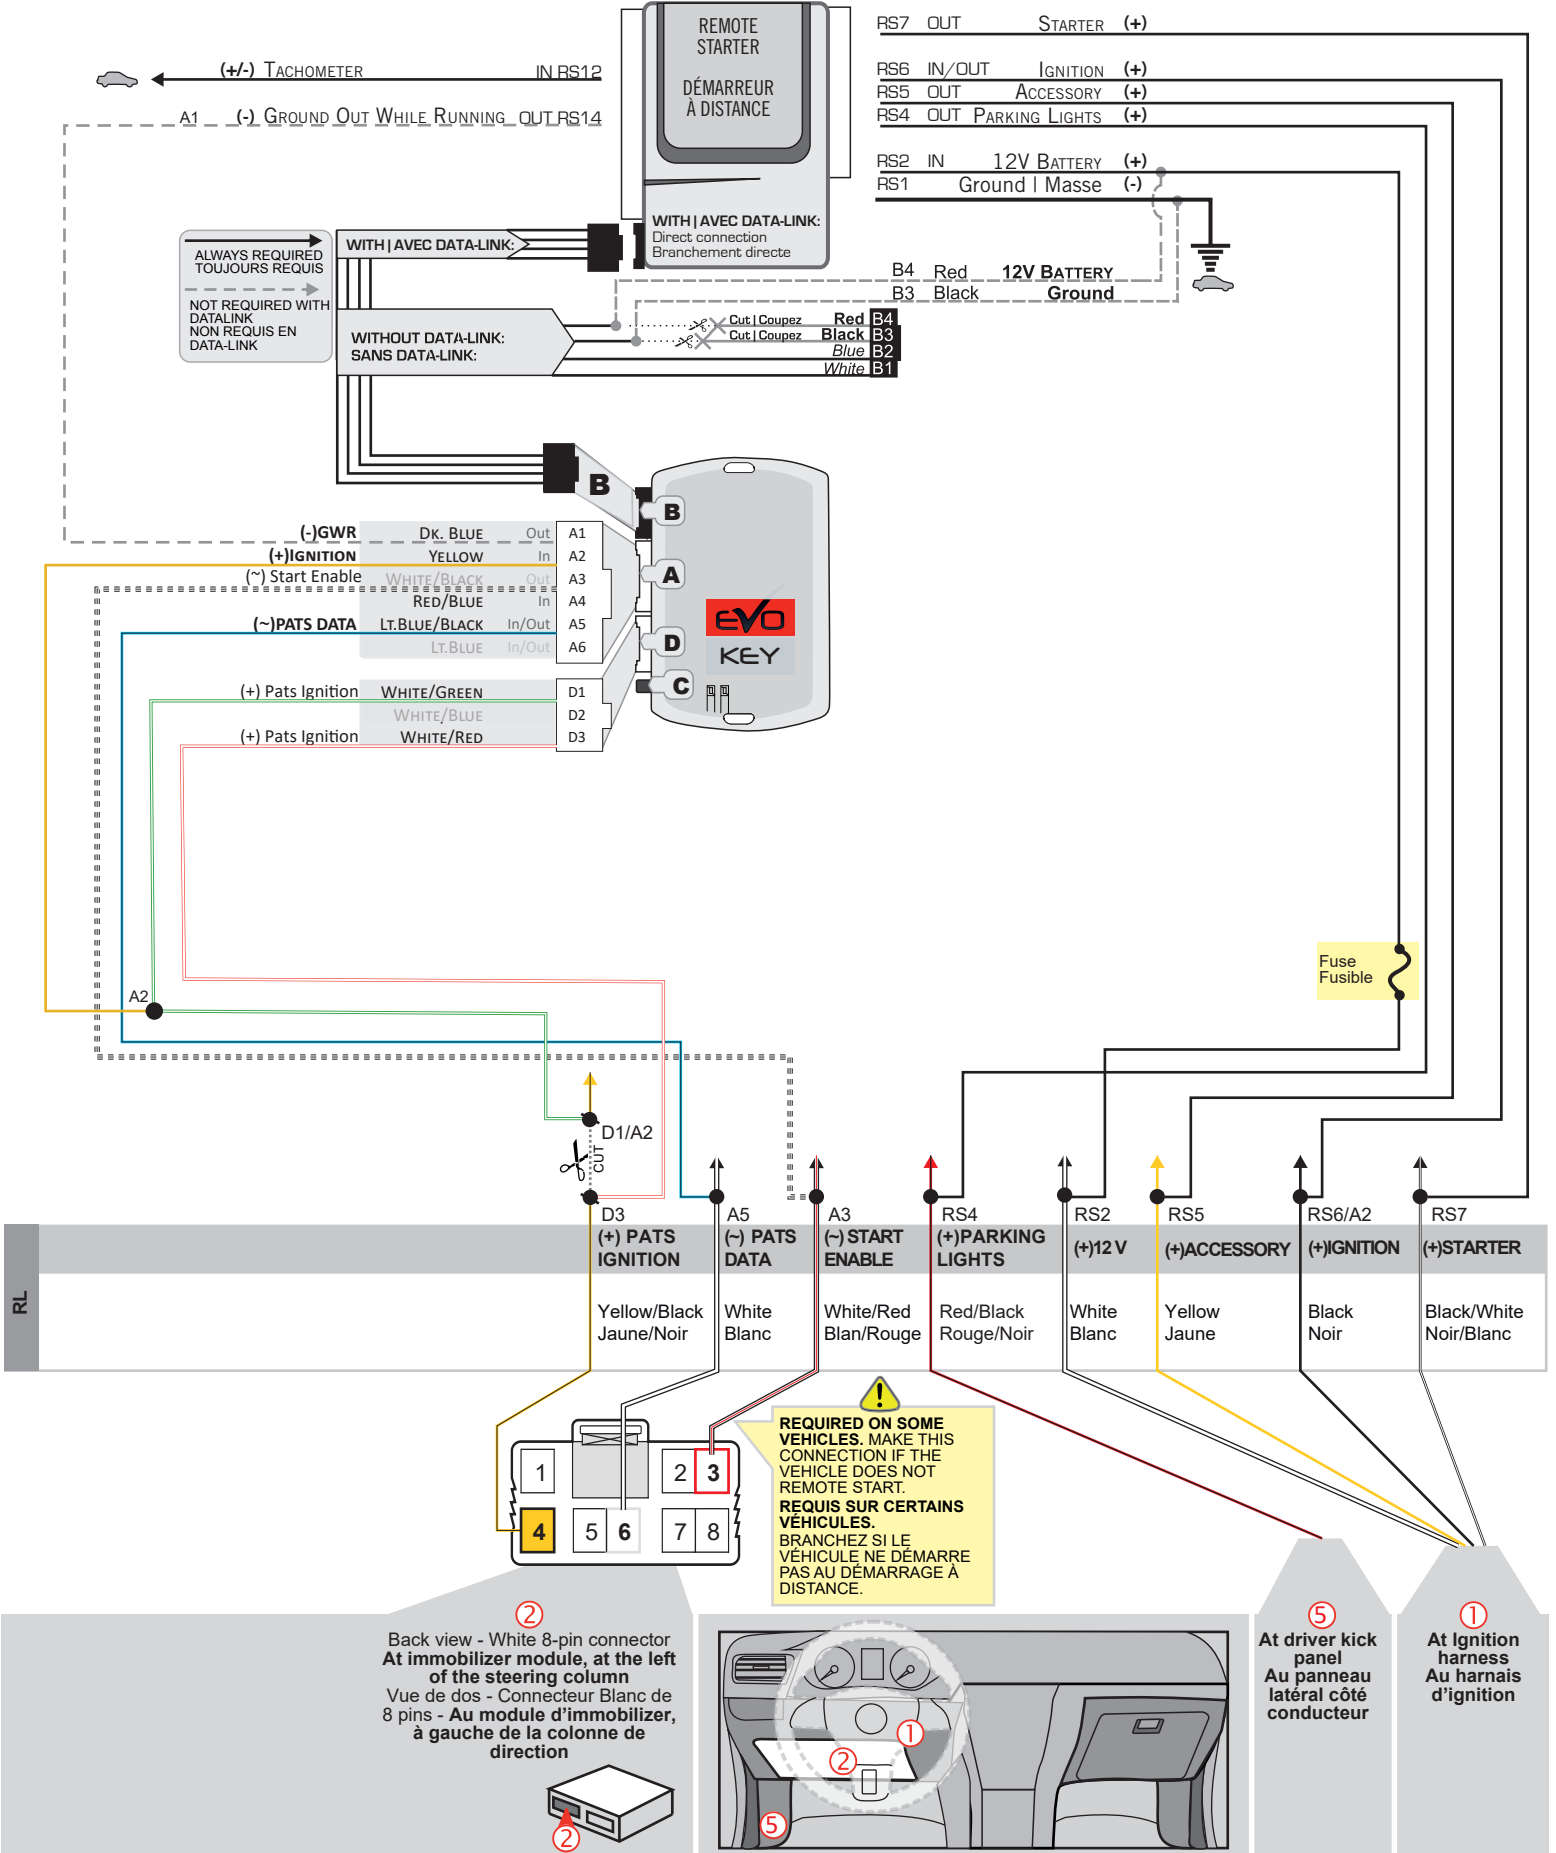 REMOTE
STARTER
DÉMARREUR
À DISTANCE
(+/-) TACHOMETER IN RS12
A1 (-) GROUND OUT WHILE RUNNING OUT RS14
RS7 OUT STARTER (+)
RS6 IN/OUT IGNITION (+)
RS5 OUT ACCESSORY (+)
RS4 OUT PARKING LIGHTS (+)
RS2 IN 12V BATTERY (+)
RS1 Ground | Masse (-)
WITH | AVEC DATA-LINK:
Direct connection
Branchement directe
ALWAYS REQUIRED
TOUJOURS REQUIS
NOT REQUIRED WITH
DATALINK
NON REQUIS EN
DATA-LINK
WITH | AVEC DATA-LINK:
WITHOUT DATA-LINK:
SANS DATA-LINK:
B4 Red 12V BATTERY
B3 Black Ground
Cut | Coupez Red B4
Cut | Coupez Black B3
Blue B2
White B1
B
B
A
D
C
EVO
KEY
(-)GWR DK. BLUE Out A1
(+)IGNITION YELLOW In A2
(~) Start Enable WHITE/BLACK Out A3
RED/BLUE In A4
(~)PATS DATA LT.BLUE/BLACK In/Out A5
LT.BLUE In/Out A6
(+) Pats Ignition WHITE/GREEN D1
WHITE/BLUE D2
(+) Pats Ignition WHITE/RED D3
Fuse
Fusible
A2
D1/A2
CUT
D3 A5 A3 RS4 RS2 RS5 RS6/A2 RS7
(+) PATS
IGNITION
(~) PATS
DATA
(~) START
ENABLE
(+)PARKING
LIGHTS
(+)12 V
(+)ACCESSORY
(+)IGNITION
(+)STARTER
RL
Yellow/Black
Jaune/Noir
White
Blanc
White/Red
Blan/Rouge
Red/Black
Rouge/Noir
White
Blanc
Yellow
Jaune
Black
Noir
Black/White
Noir/Blanc
1 2 3
4 5 6 7 8
!
REQUIRED ON SOME
VEHICLES. MAKE THIS
CONNECTION IF THE
VEHICLE DOES NOT
REMOTE START.
REQUIS SUR CERTAINS
VÉHICULES.
BRANCHEZ SI LE
VÉHICULE NE DÉMARRE
PAS AU DÉMARRAGE À
DISTANCE.
2
Back view - White 8-pin connector
At immobilizer module, at the left
of the steering column
Vue de dos - Connecteur Blanc de
8 pins - Au module d'immobilizer,
à gauche de la colonne de
direction
2
1
2
5
5
At driver kick
panel
Au panneau
latéral côté
conducteur
1
At Ignition
harness
Au harnais
d'ignition